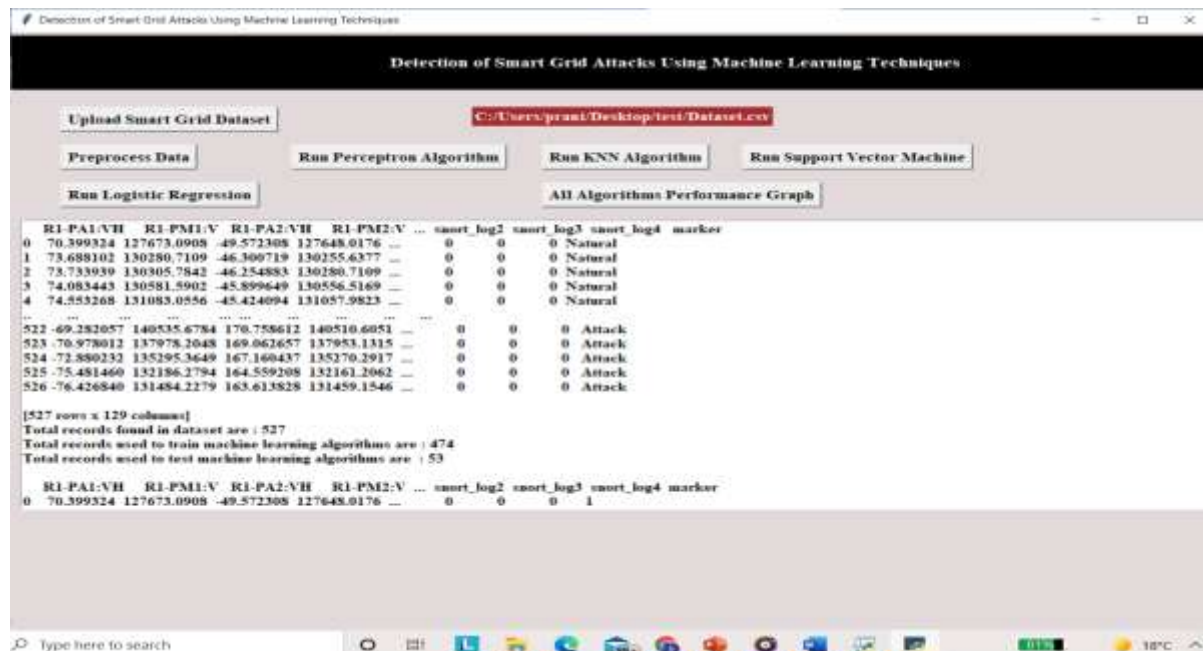 Detection of Smart Grid Attacks Using Machine Learning Techniques
Detection of Smart Grid Attacks Using Machine Learning Techniques
Upload Smart Grid Dataset C:/Users/prani/Desktop/test/Dataset.csv
Preprocess Data Run Perceptron Algorithm Run KNN Algorithm Run Support Vector Machine
Run Logistic Regression All Algorithms Performance Graph
R1-PA1:VH R1-PM1:V R1-PA2:VH R1-PM2:V ... snort_log2 snort_log3 snort_log4 marker
0 70.399324 127673.0908 -49.572308 127648.0176 ... 0 0 0 Natural
1 73.688102 130280.7109 -46.300719 130255.6377 ... 0 0 0 Natural
2 73.733939 130305.7842 -46.254883 130280.7109 ... 0 0 0 Natural
3 74.083443 130581.5902 -45.899649 130556.5169 ... 0 0 0 Natural
4 74.553268 131083.0556 -45.424094 131057.9823 ... 0 0 0 Natural
.. ... ... ... ... ... ... ... ... ...
522 -69.282057 140535.6784 170.758612 140510.6051 ... 0 0 0 Attack
523 -70.978012 137978.2048 169.062657 137953.1315 ... 0 0 0 Attack
524 -72.880232 135295.3649 167.160437 135270.2917 ... 0 0 0 Attack
525 -75.481460 132186.2794 164.559208 132161.2062 ... 0 0 0 Attack
526 -76.426840 131484.2279 163.613828 131459.1546 ... 0 0 0 Attack
[527 rows x 129 columns]
Total records found in dataset are : 527
Total records used to train machine learning algorithms are : 474
Total records used to test machine learning algorithms are : 53
R1-PA1:VH R1-PM1:V R1-PA2:VH R1-PM2:V ... snort_log2 snort_log3 snort_log4 marker
0 70.399324 127673.0908 -49.572308 127648.0176 ... 0 0 0 1
Type here to search 18°C